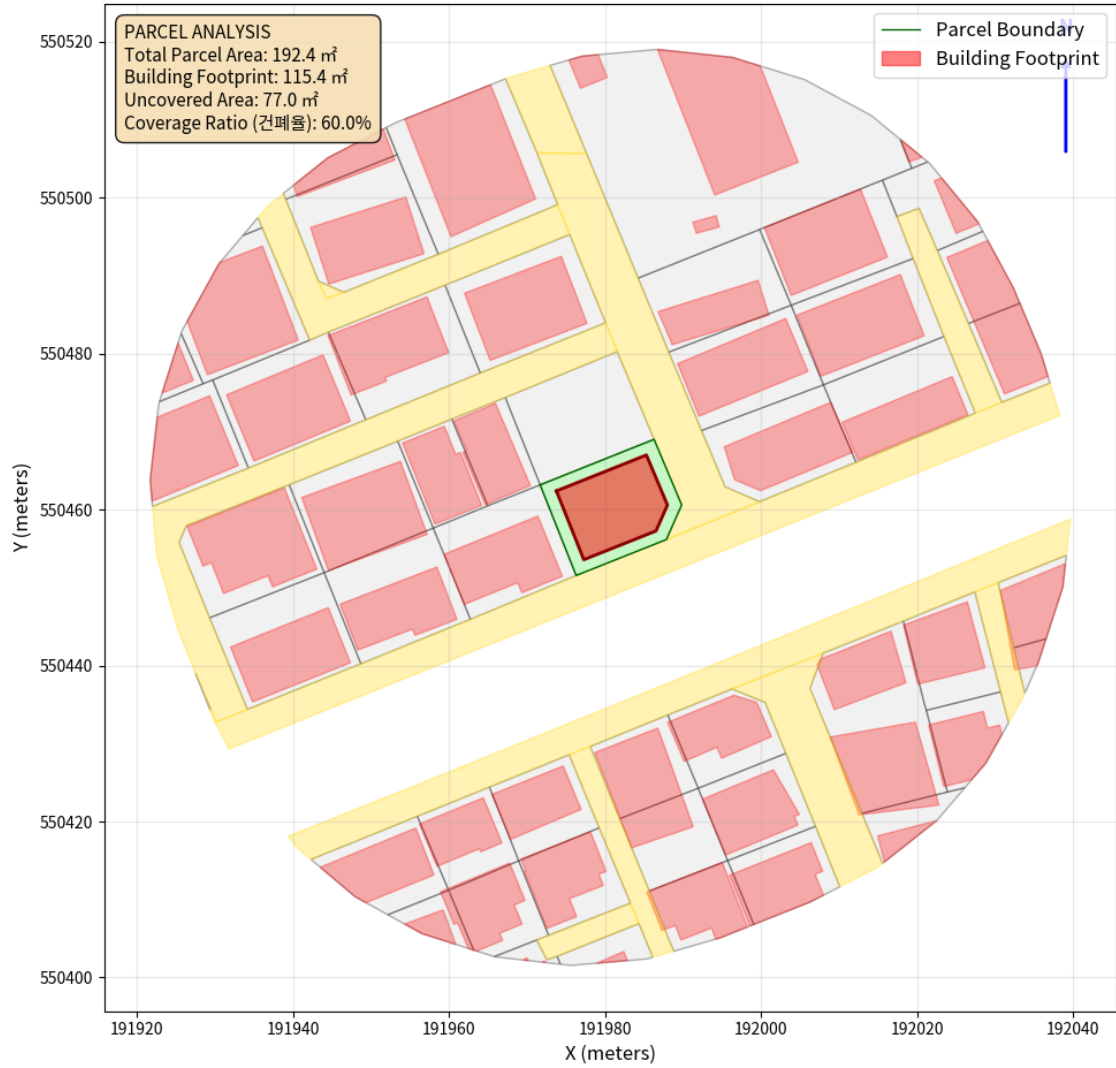 PARCEL ANALYSIS
Total Parcel Area: 192.4 ㎡
Building Footprint: 115.4 ㎡
Uncovered Area: 77.0 ㎡
Coverage Ratio (건폐율): 60.0%
Parcel Boundary
Building Footprint
N
550520
550500
550480
550460
550440
550420
550400
Y (meters)
191920
191940
191960
191980
192000
192020
192040
X (meters)